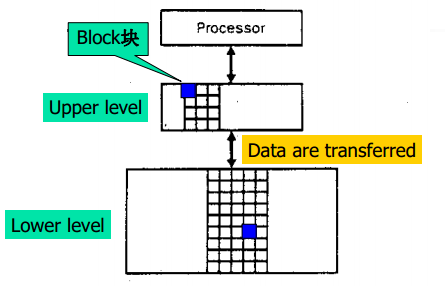 Processor
Block块
Upper level
Data are transferred
Lower level